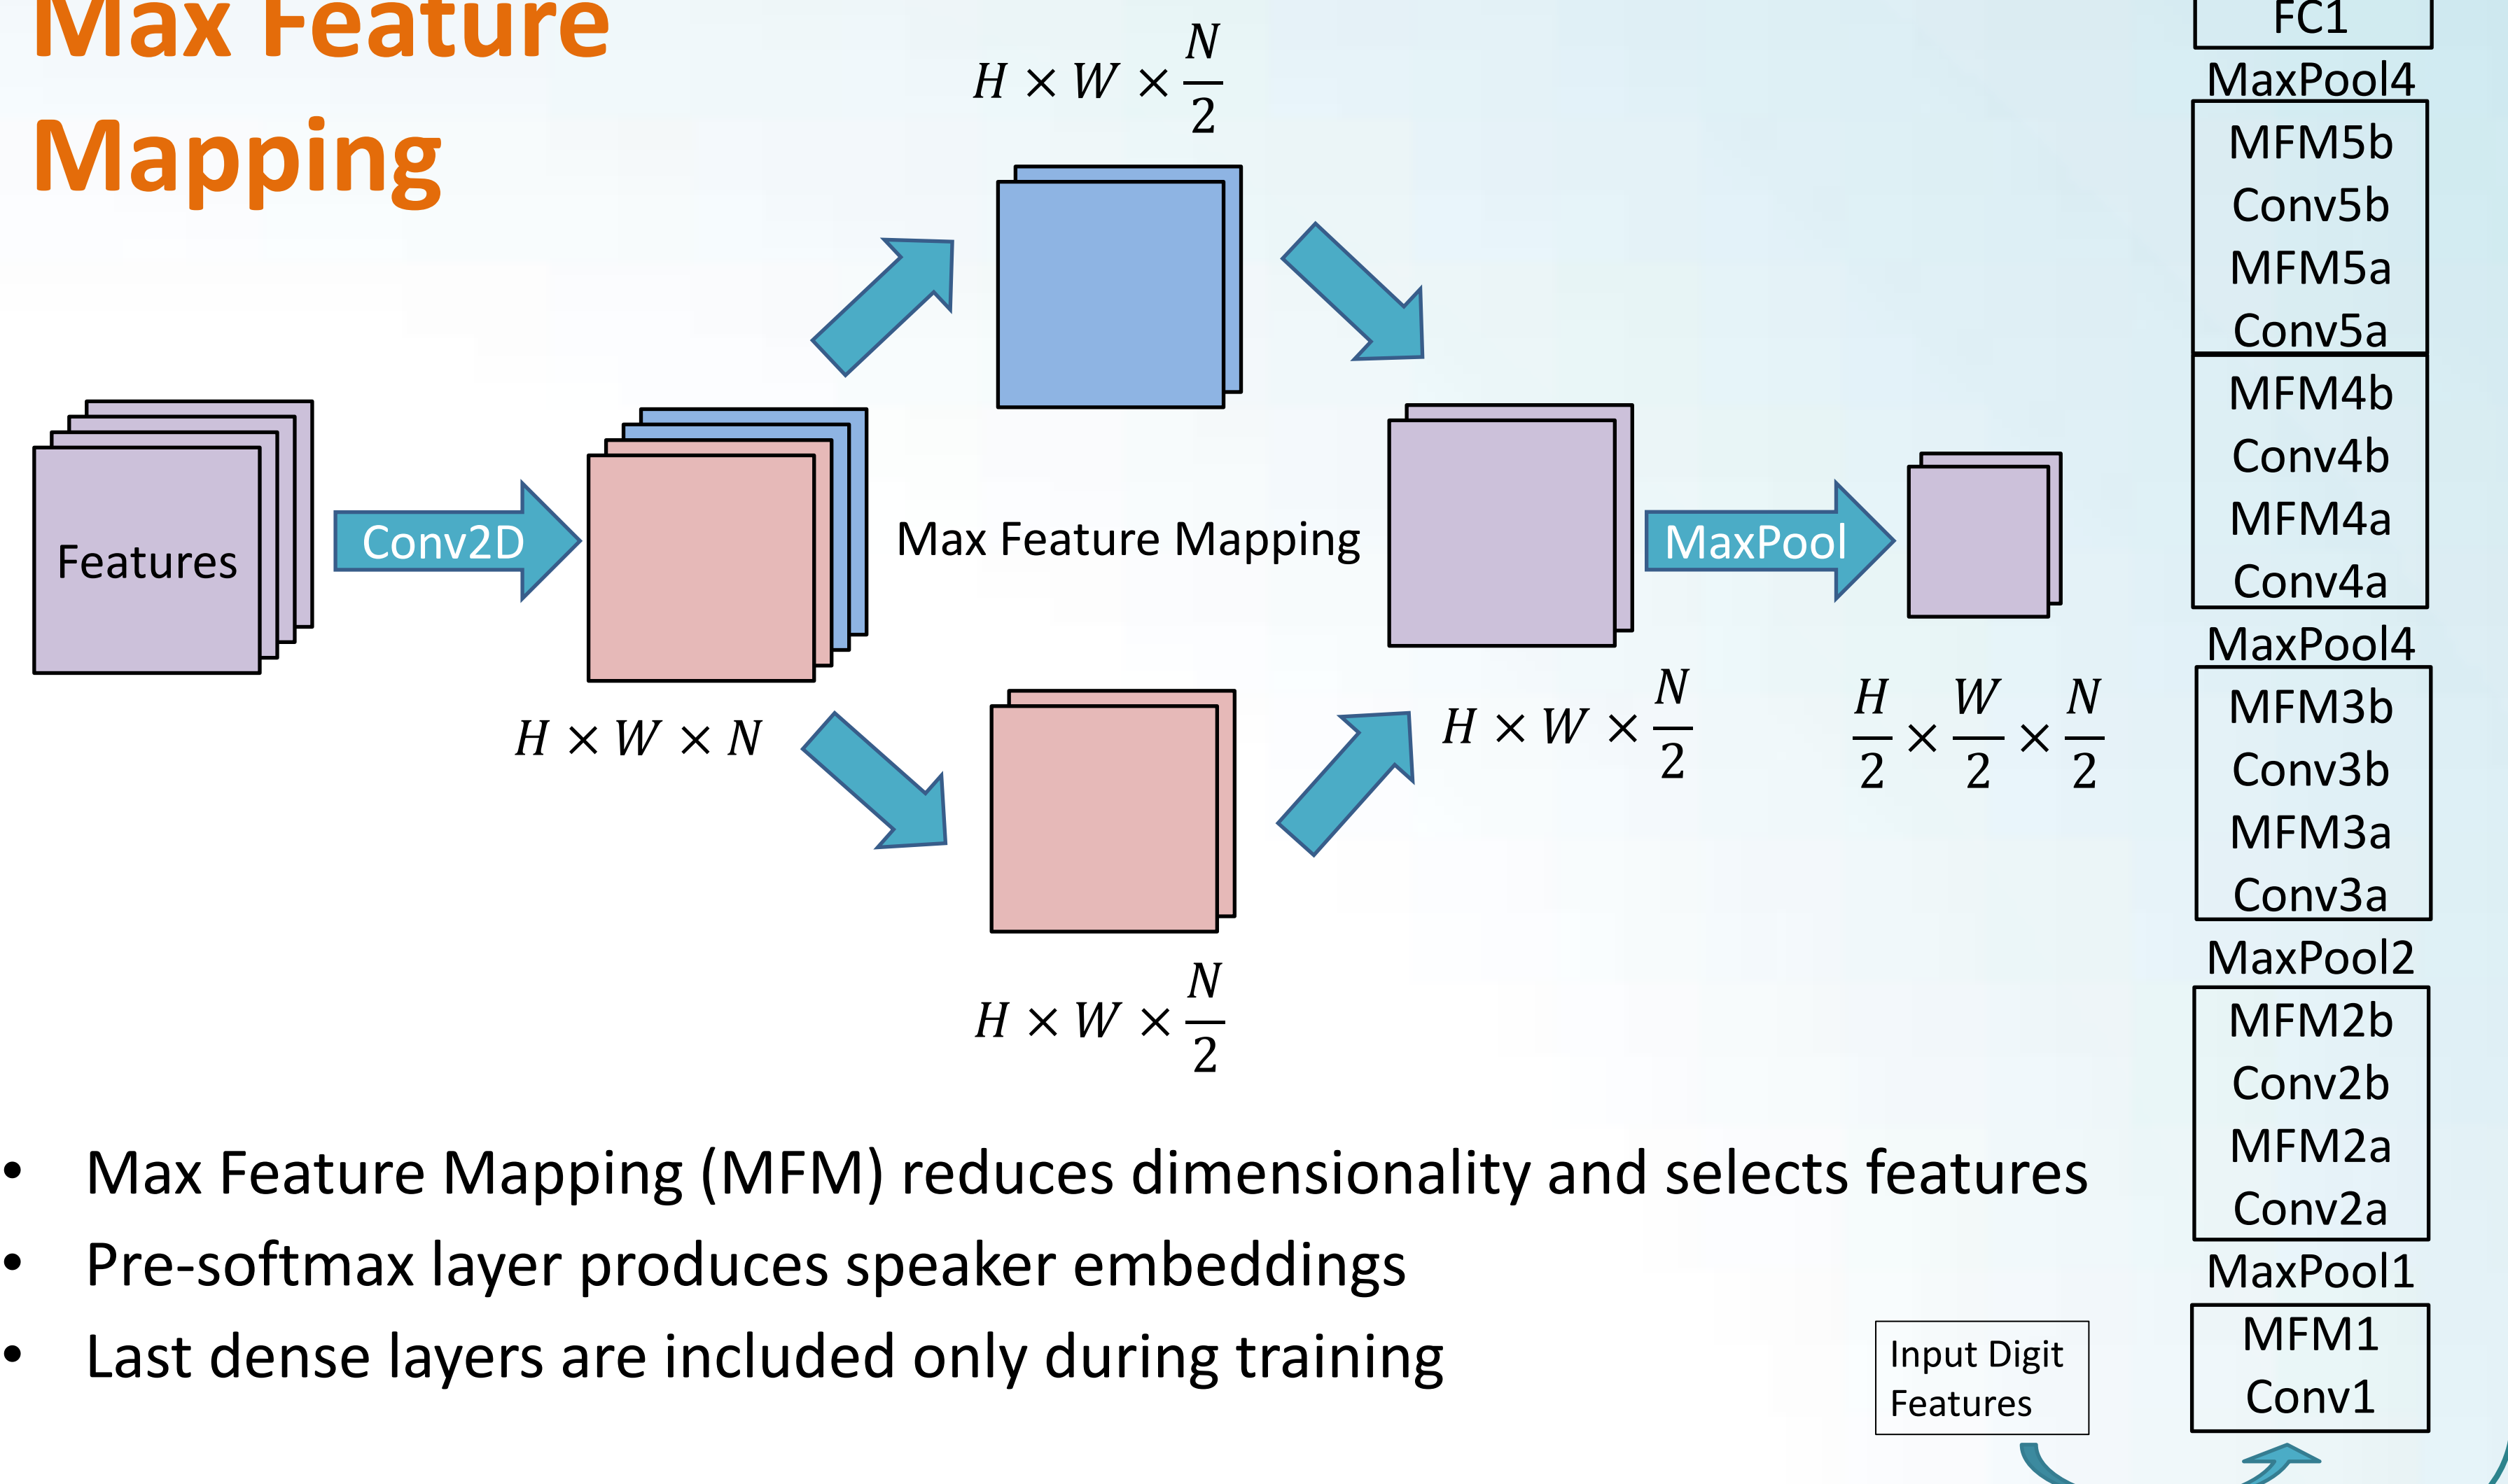 Max Feature
Mapping
H × W × N/2
Features
Conv2D
H × W × N
Max Feature Mapping
H × W × N/2
H × W × N/2
MaxPool
H/2 × W/2 × N/2
• Max Feature Mapping (MFM) reduces dimensionality and selects features
• Pre-softmax layer produces speaker embeddings
• Last dense layers are included only during training
Input Digit
Features
FC1
MaxPool4
MFM5b
Conv5b
MFM5a
Conv5a
MFM4b
Conv4b
MFM4a
Conv4a
MaxPool4
MFM3b
Conv3b
MFM3a
Conv3a
MaxPool2
MFM2b
Conv2b
MFM2a
Conv2a
MaxPool1
MFM1
Conv1